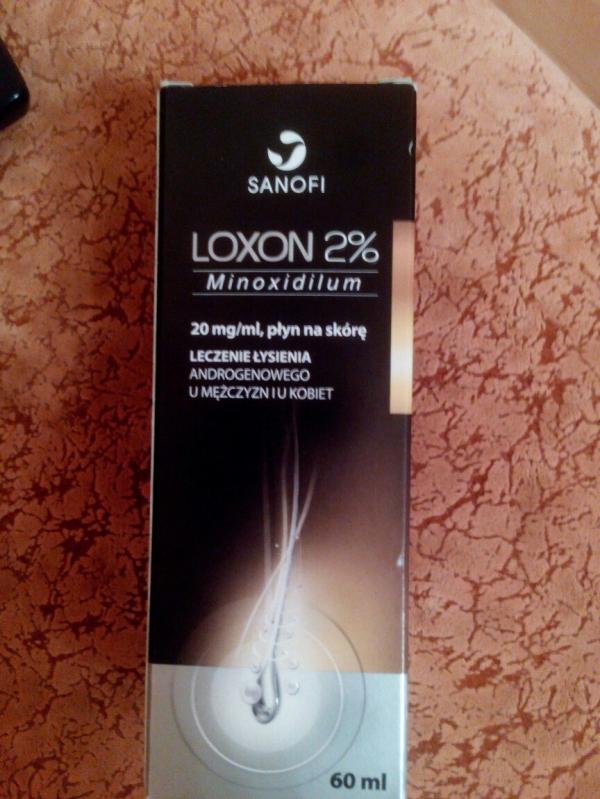 SANOFI
LOXON 2%
Minoxidilum
20 mg/ml, płyn na skórę
LECZENIE ŁYSIENIA
ANDROGENOWEGO
U MĘŻCZYZN I U KOBIET
60 ml